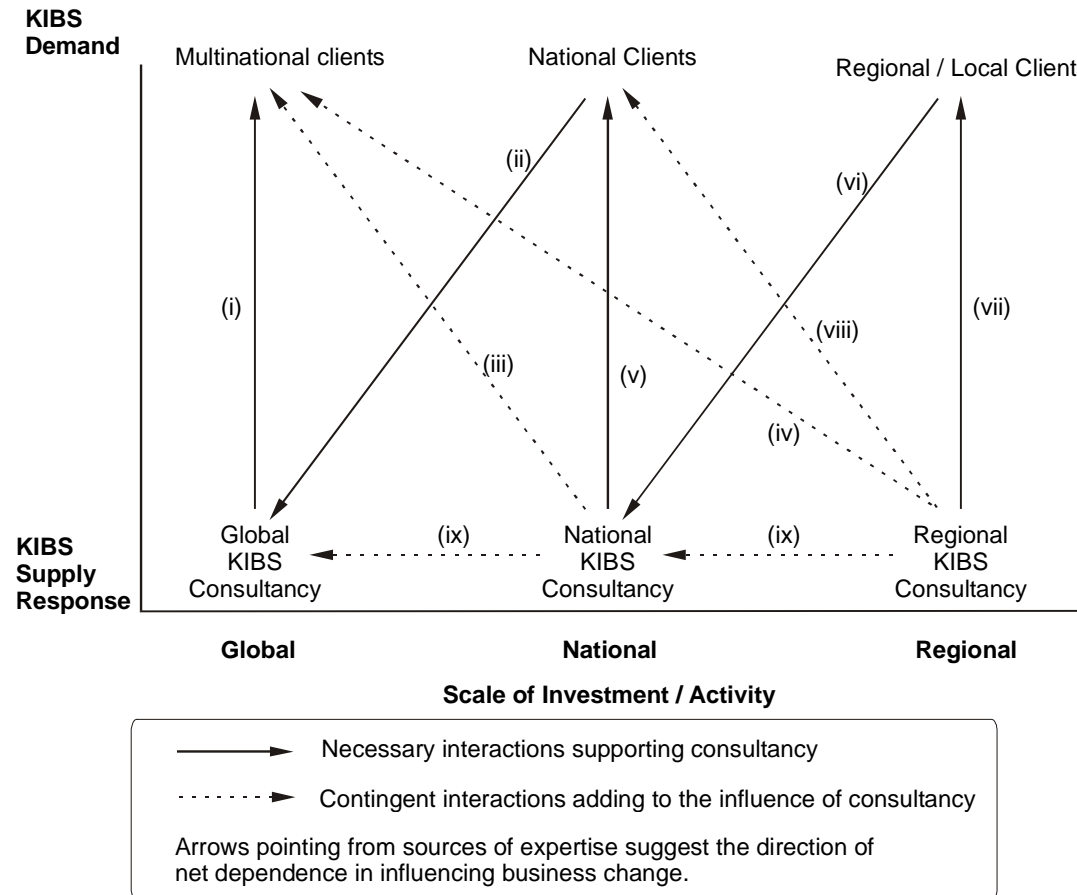 KIBS
Demand
Multinational clients
National Clients
Regional / Local Client
(ii)
(vi)
(i)
(iii)
(v)
(viii)
(vii)
(iv)
KIBS
Supply
Response
Global
KIBS
Consultancy
(ix)
National
KIBS
Consultancy
(ix)
Regional
KIBS
Consultancy
Global
National
Regional
Scale of Investment / Activity
Necessary interactions supporting consultancy
Contingent interactions adding to the influence of consultancy
Arrows pointing from sources of expertise suggest the direction of
net dependence in influencing business change.